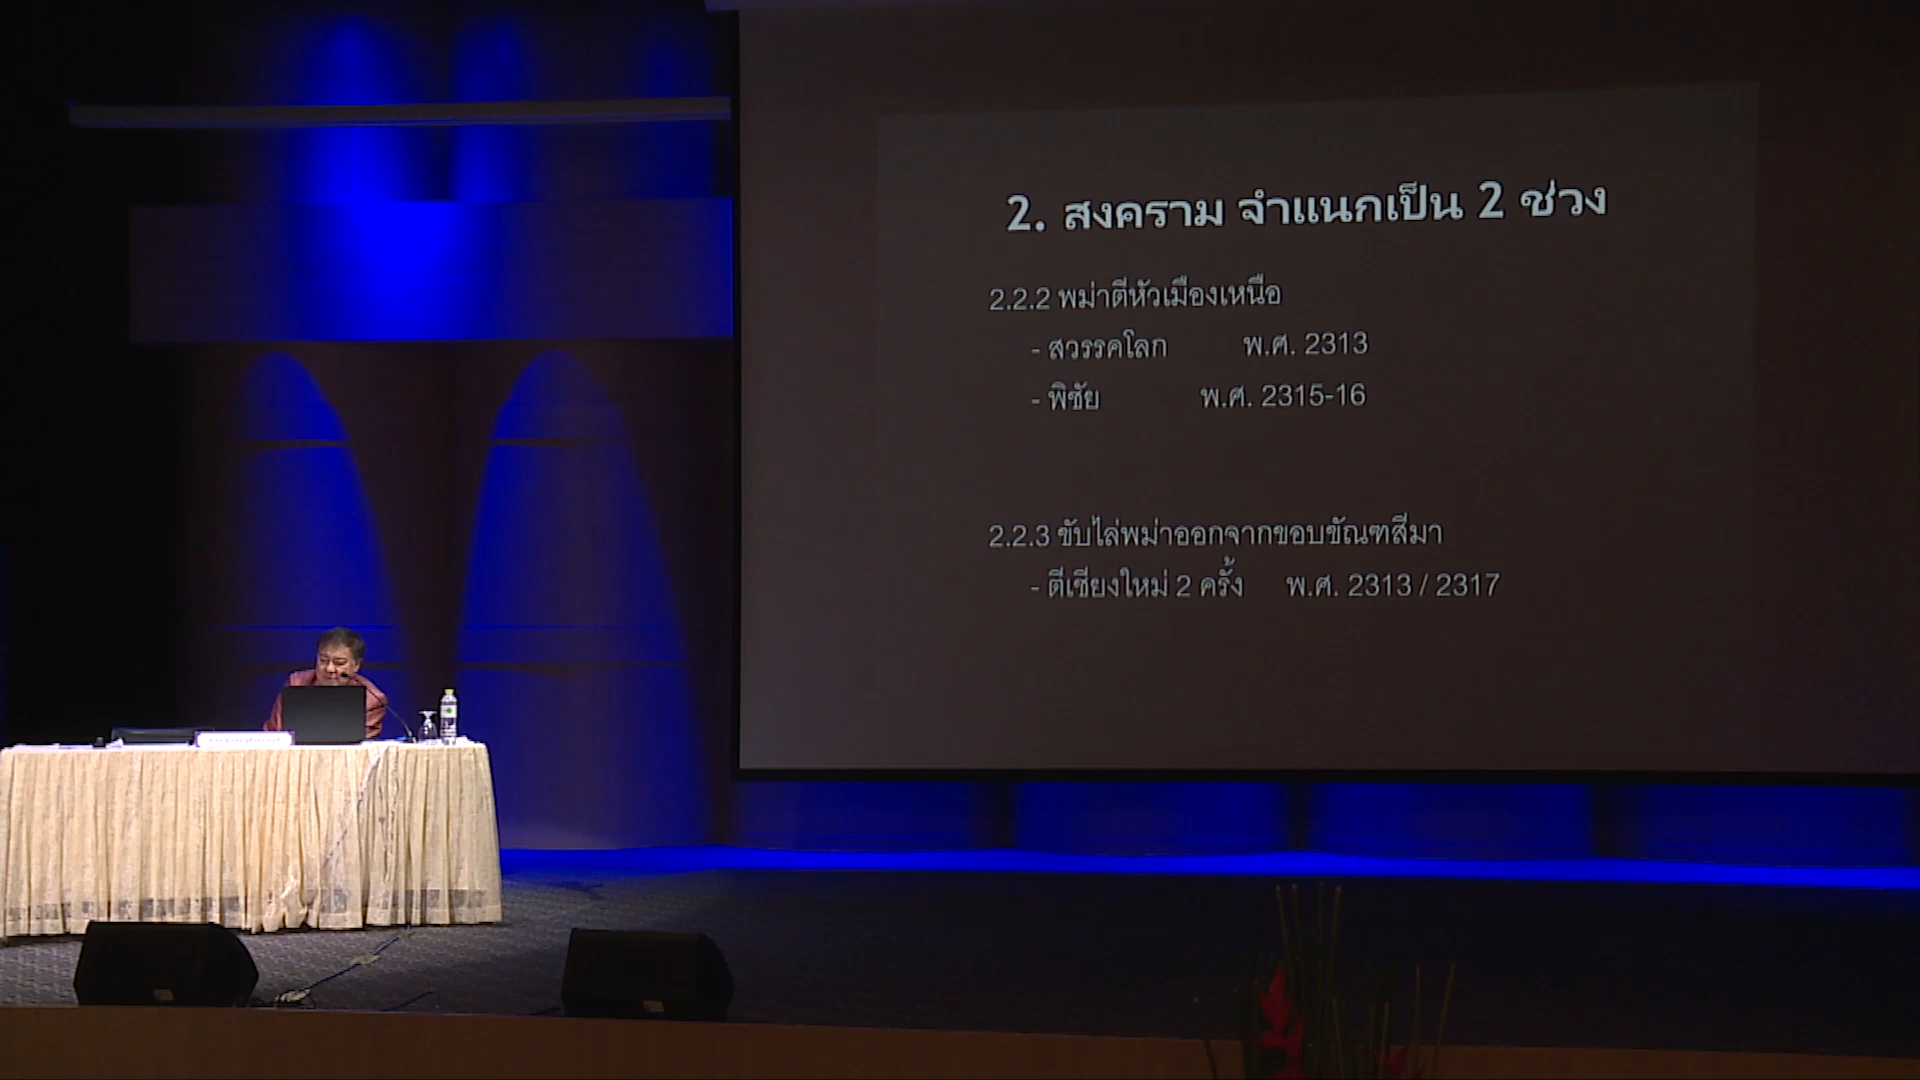 2. สงคราม จำแนกเป็น 2 ช่วง
2.2.2 พม่าตีหัวเมืองเหนือ
- สวรรคโลก พ.ศ. 2313
- พิชัย พ.ศ. 2315-16
2.2.3 ขับไล่พม่าออกจากขอบขัณฑสีมา
- ตีเชียงใหม่ 2 ครั้ง พ.ศ. 2313 / 2317